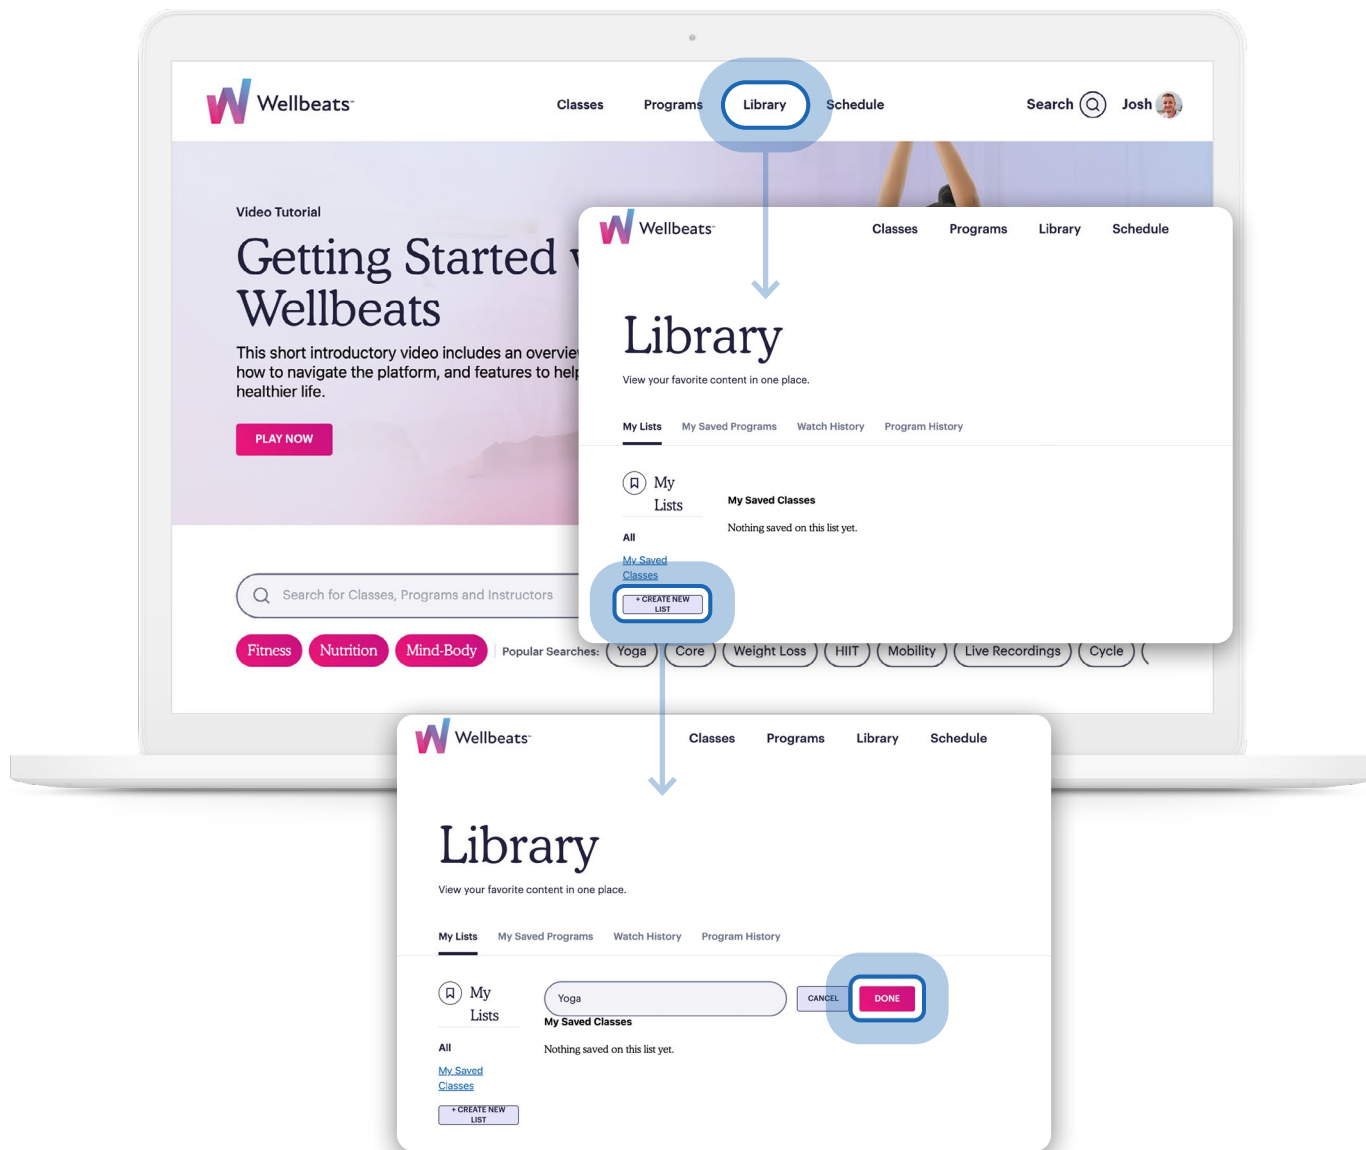 Wellbeats™
Classes Programs Library Schedule
Search Josh
Video Tutorial
Getting Started
Wellbeats
This short introductory video includes an
how to navigate the platform, and features to help
healthier life.
PLAY NOW
Search for Classes, Programs and Instructors
Fitness Nutrition Mind-Body Popular Searches: Yoga Core Weight Loss HIIT Mobility Live Recordings Cycle
Wellbeats™
Classes Programs Library Schedule
Library
View your favorite content in one place.
My Lists My Saved Programs Watch History Program History
My
Lists
All
My Saved
Classes
+ CREATE NEW
LIST
My Saved Classes
Nothing saved on this list yet.
Wellbeats™
Classes Programs Library Schedule
Library
View your favorite content in one place.
My Lists My Saved Programs Watch History Program History
My
Lists
All
My Saved
Classes
+ CREATE NEW
LIST
Yoga CANCEL DONE
My Saved Classes
Nothing saved on this list yet.